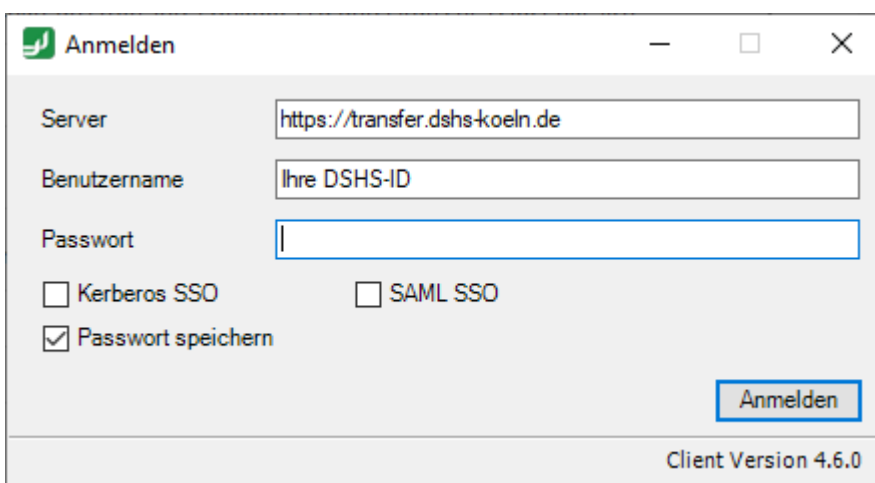 Anmelden
Server https://transfer.dshs-koeln.de
Benutzername Ihre DSHS-ID
Passwort
Kerberos SSO SAML SSO
Passwort speichern
Anmelden
Client Version 4.6.0